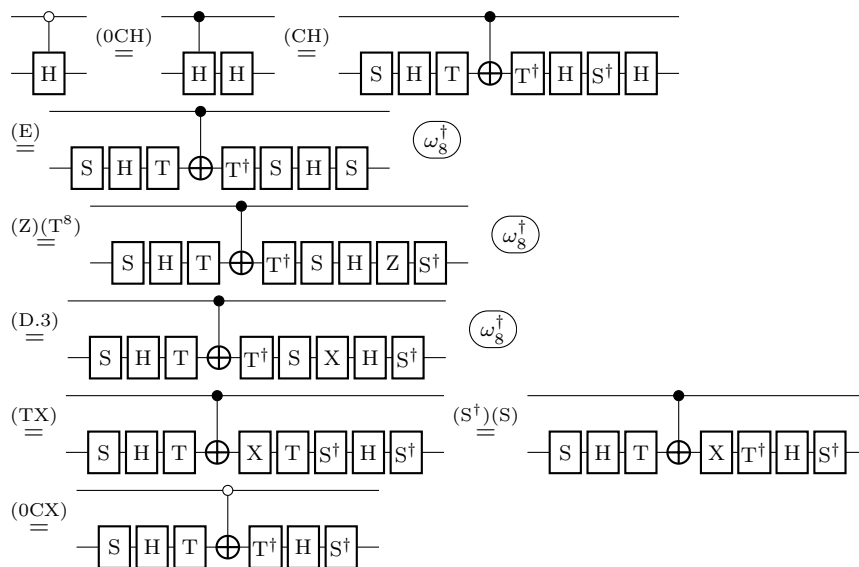 H (0CH) = H H (CH) = S H T T† H S† H
(E) = S H T T† S H S ω₈†
(Z)(T⁸) = S H T T† S H Z S† ω₈†
(D.3) = S H T T† S X H S† ω₈†
(TX) = S H T X T S† H S† (S†)(S) = S H T X T† H S†
(0CX) = S H T T† H S†